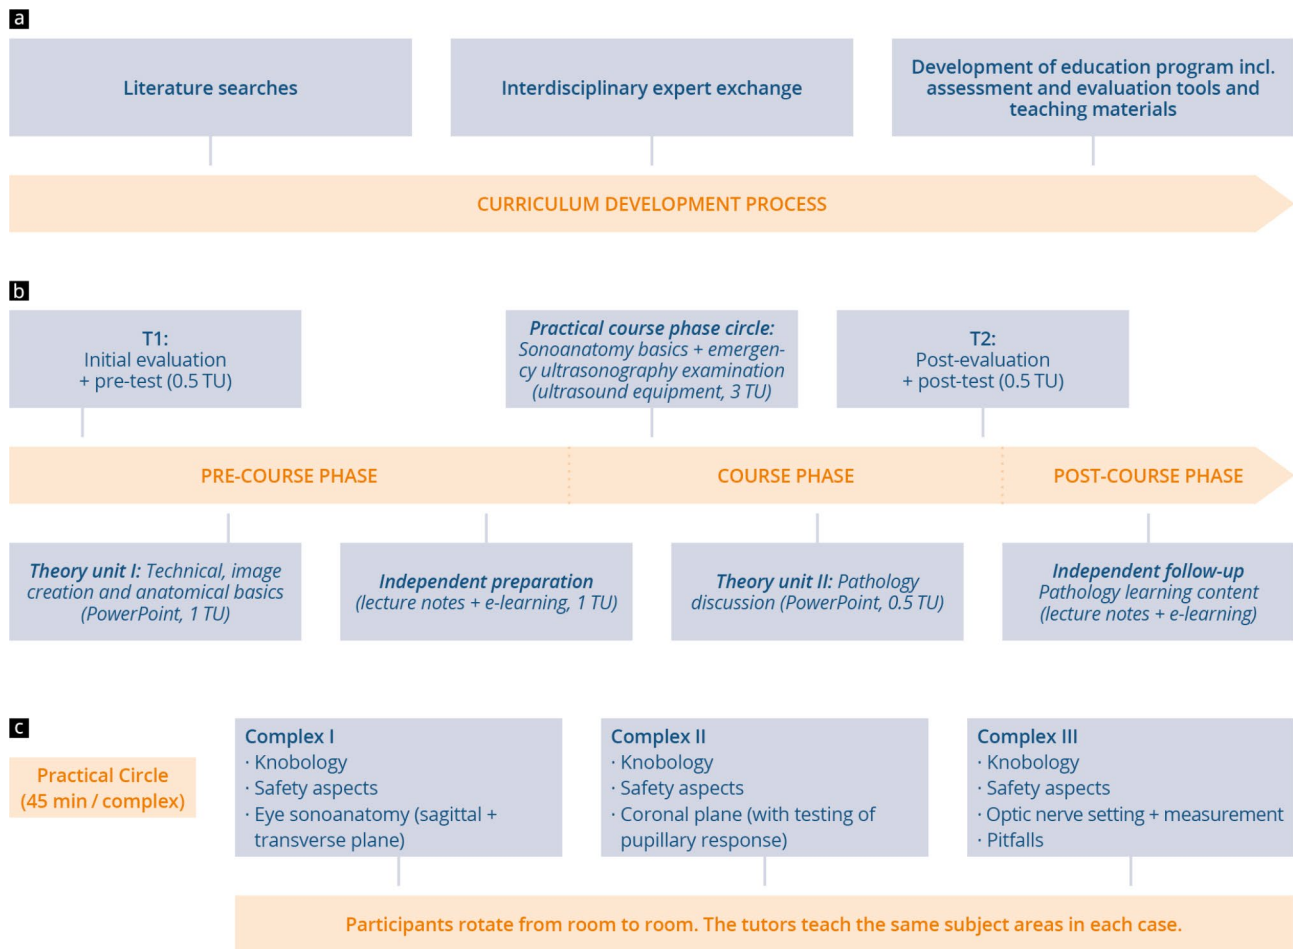 a
Literature searches
Interdisciplinary expert exchange
Development of education program incl.
assessment and evaluation tools and
teaching materials
CURRICULUM DEVELOPMENT PROCESS
b
T1:
Initial evaluation
+ pre-test (0.5 TU)
Practical course phase circle:
Sonoanatomy basics + emergen-
cy ultrasonography examination
(ultrasound equipment, 3 TU)
T2:
Post-evaluation
+ post-test (0.5 TU)
PRE-COURSE PHASE
COURSE PHASE
POST-COURSE PHASE
Theory unit I: Technical, image
creation and anatomical basics
(PowerPoint, 1 TU)
Independent preparation
(lecture notes + e-learning, 1 TU)
Theory unit II: Pathology
discussion (PowerPoint, 0.5 TU)
Independent follow-up
Pathology learning content
(lecture notes + e-learning)
c
Practical Circle
(45 min / complex)
Complex I
· Knobology
· Safety aspects
· Eye sonoanatomy (sagittal +
transverse plane)
Complex II
· Knobology
· Safety aspects
· Coronal plane (with testing of
pupillary response)
Complex III
· Knobology
· Safety aspects
· Optic nerve setting + measurement
· Pitfalls
Participants rotate from room to room. The tutors teach the same subject areas in each case.